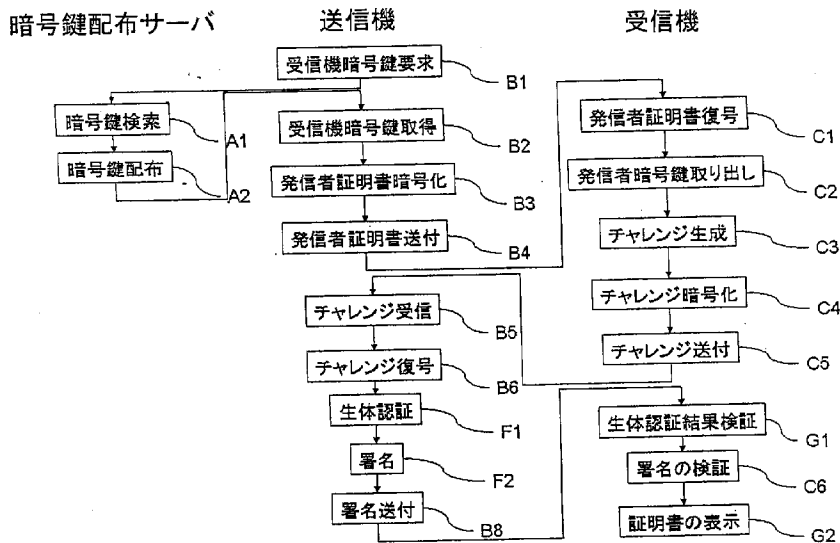 暗号鍵配布サーバ
送信機
受信機
受信機暗号鍵要求
B1
暗号鍵検索
A1
暗号鍵配布
A2
受信機暗号鍵取得
B2
発信者証明書暗号化
B3
発信者証明書送付
B4
発信者証明書復号
C1
発信者暗号鍵取り出し
C2
チャレンジ生成
C3
チャレンジ暗号化
C4
チャレンジ送付
C5
チャレンジ受信
B5
チャレンジ復号
B6
生体認証
F1
署名
F2
署名送付
B8
生体認証結果検証
G1
署名の検証
C6
証明書の表示
G2